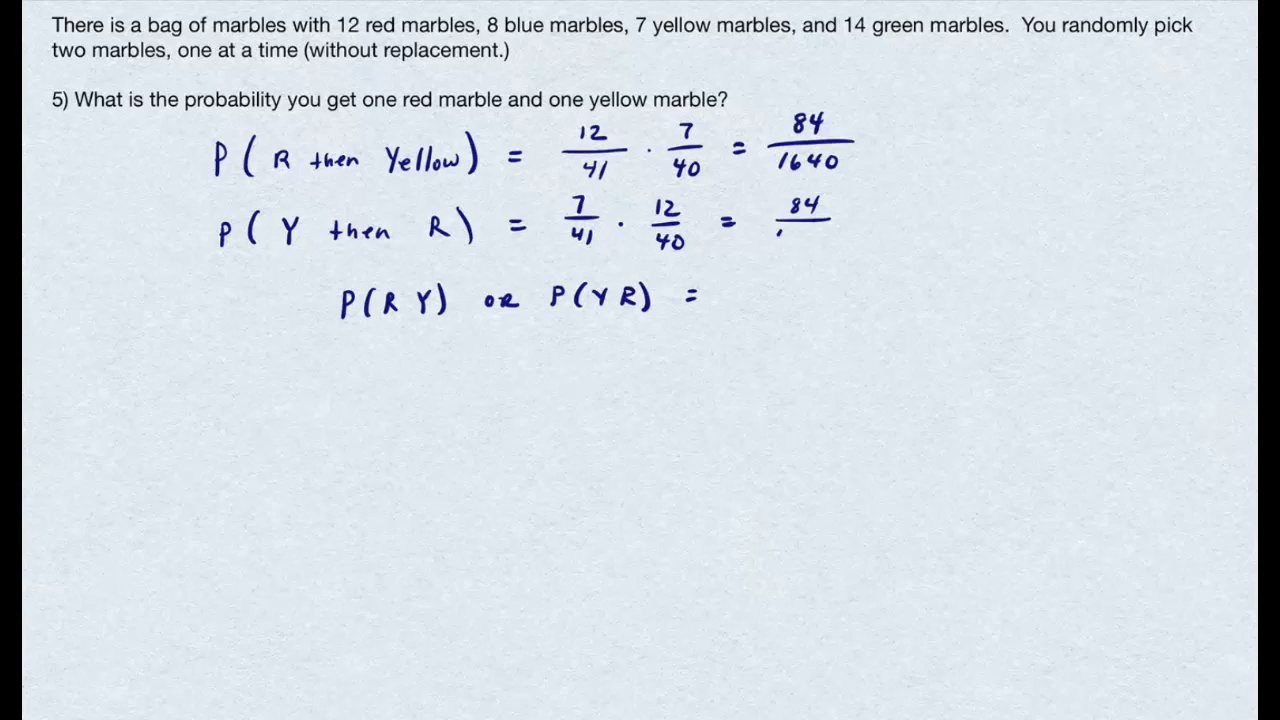 There is a bag of marbles with 12 red marbles, 8 blue marbles, 7 yellow marbles, and 14 green marbles. You randomly pick
two marbles, one at a time (without replacement.)
5) What is the probability you get one red marble and one yellow marble?
P( R then Yellow) = 12/41 · 7/40 = 84/1640
P( Y then R) = 7/41 · 12/40 = 84/
P(R Y) or P(Y R) =